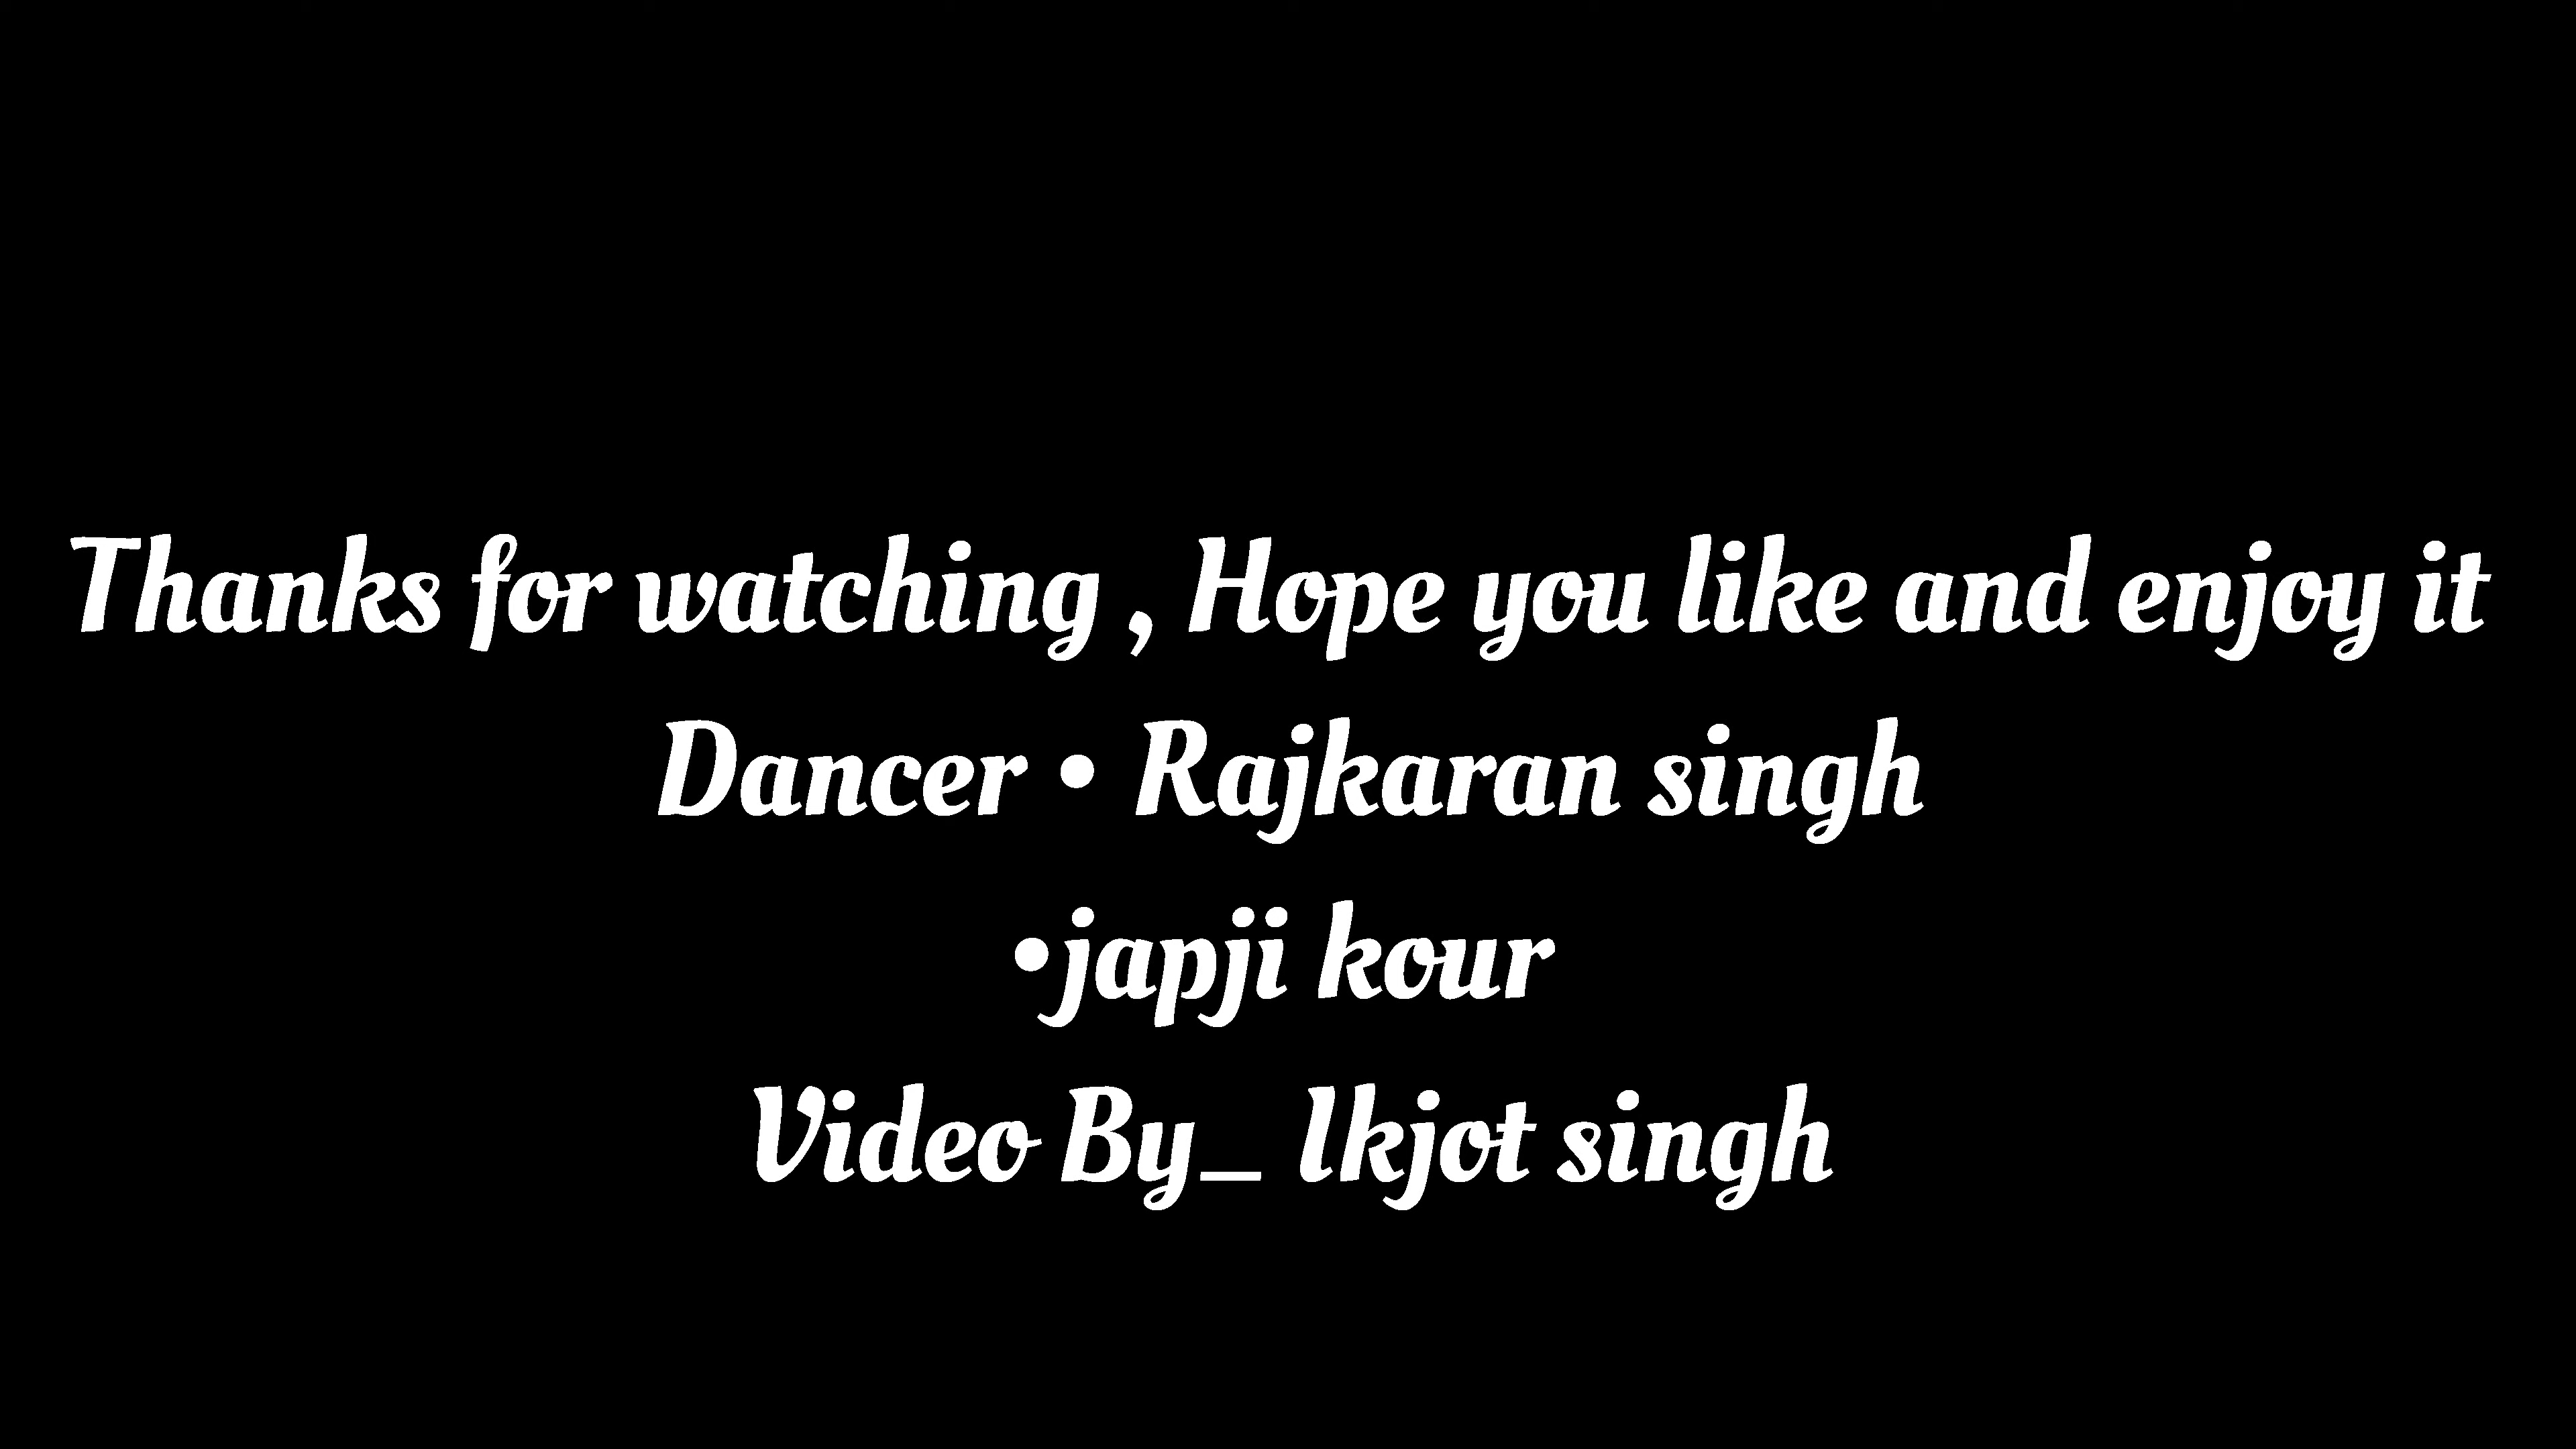 Thanks for watching , Hope you like and enjoy it
Dancer • Rajkaran singh
•japji kour
Video By_ Ikjot singh